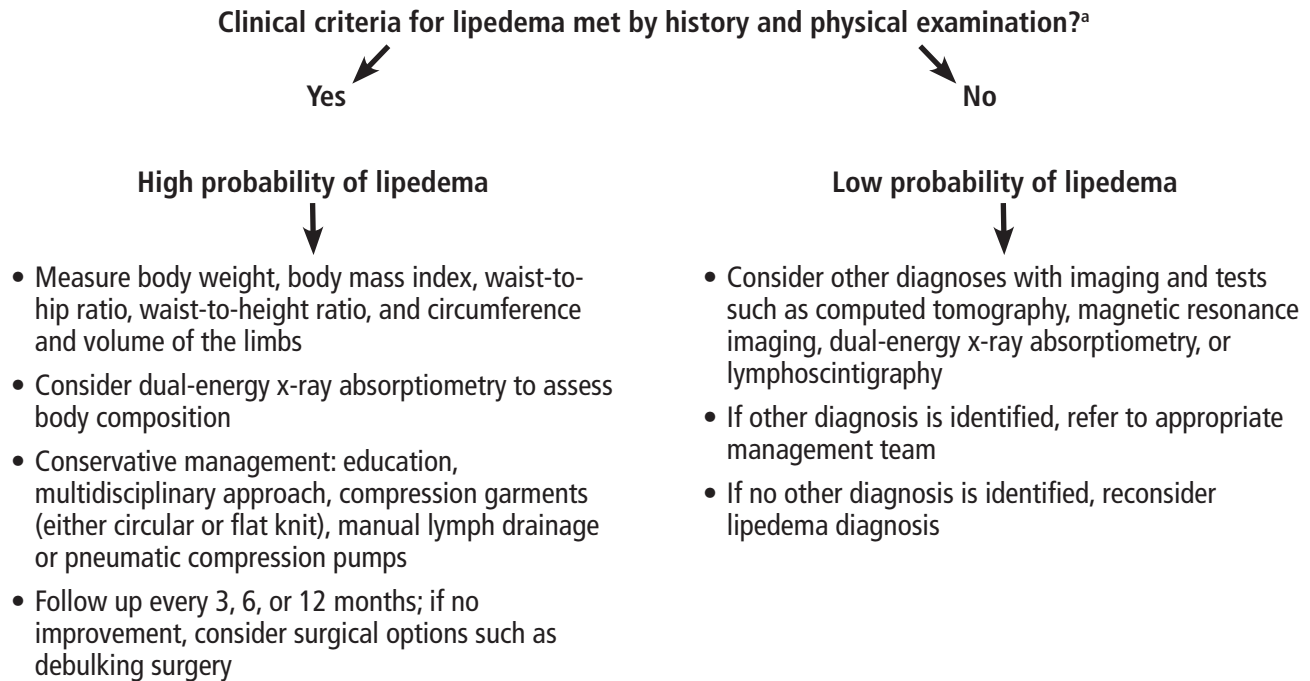 Clinical criteria for lipedema met by history and physical examination?ᵃ
Yes
No
High probability of lipedema
Low probability of lipedema
• Measure body weight, body mass index, waist-to-
hip ratio, waist-to-height ratio, and circumference
and volume of the limbs
• Consider dual-energy x-ray absorptiometry to assess
body composition
• Conservative management: education,
multidisciplinary approach, compression garments
(either circular or flat knit), manual lymph drainage
or pneumatic compression pumps
• Follow up every 3, 6, or 12 months; if no
improvement, consider surgical options such as
debulking surgery
• Consider other diagnoses with imaging and tests
such as computed tomography, magnetic resonance
imaging, dual-energy x-ray absorptiometry, or
lymphoscintigraphy
• If other diagnosis is identified, refer to appropriate
management team
• If no other diagnosis is identified, reconsider
lipedema diagnosis